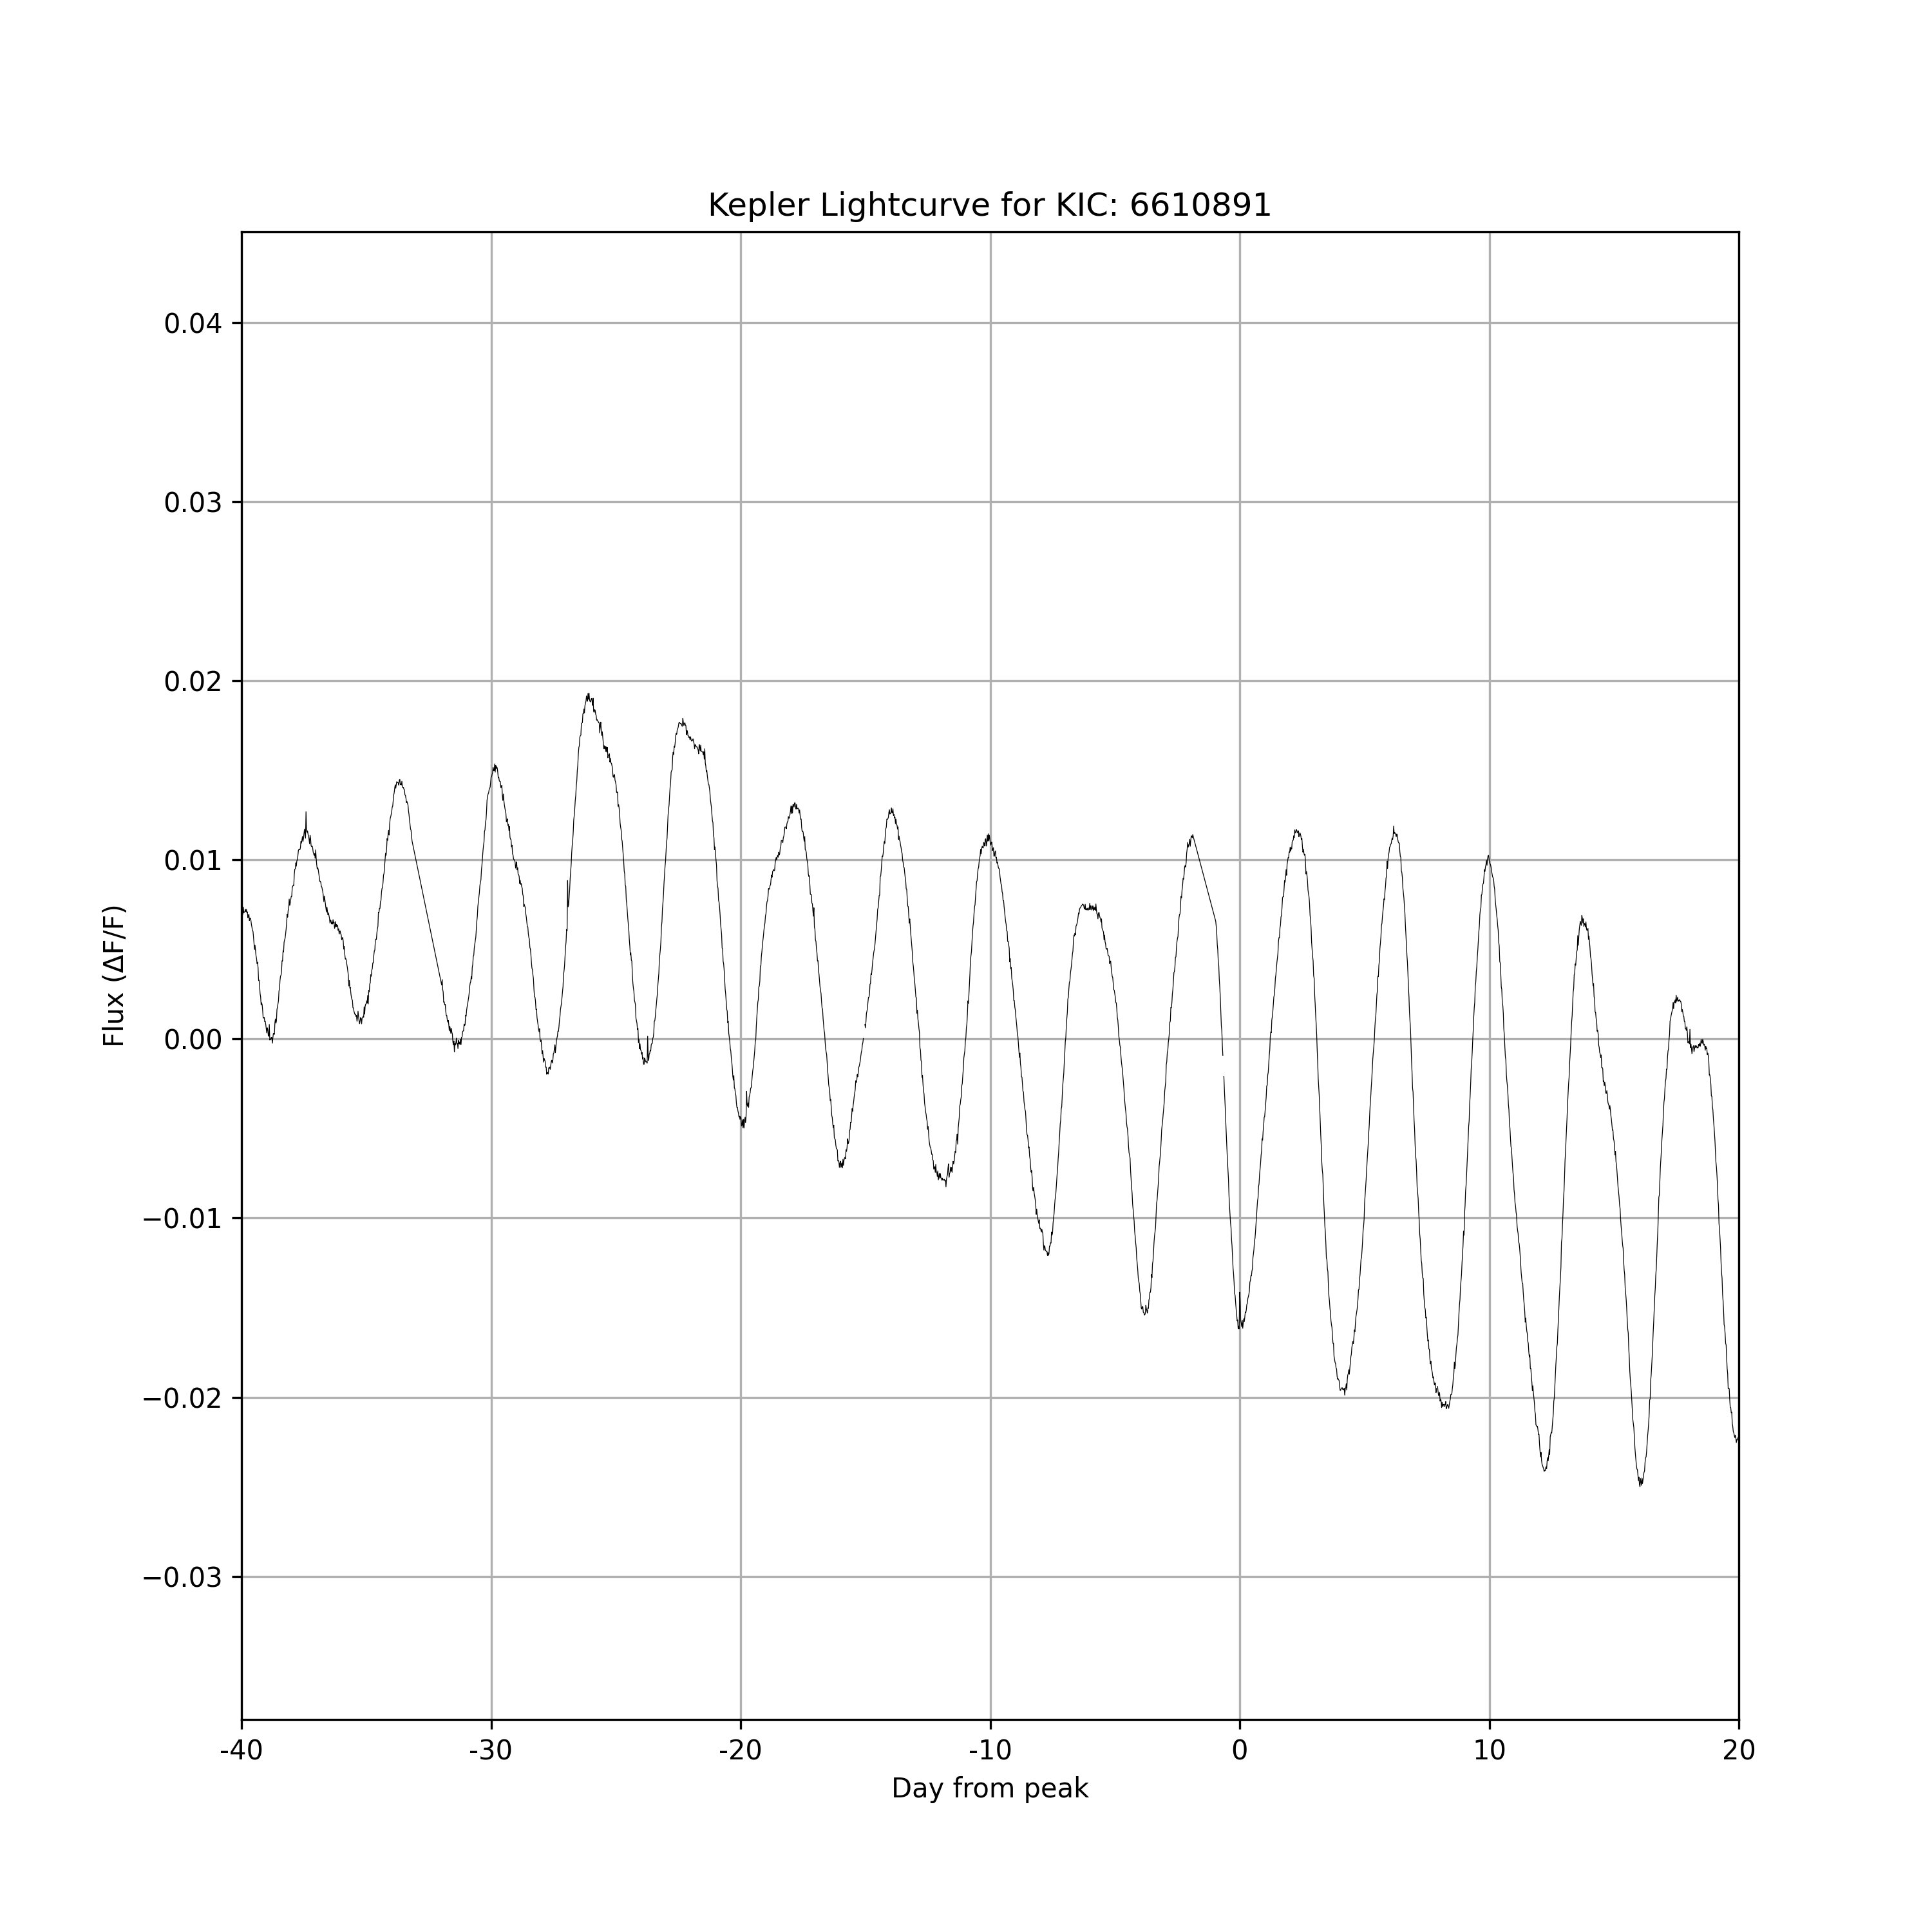 Kepler Lightcurve for KIC: 6610891
0.04
0.03
0.02
0.01
0.00
−0.01
−0.02
−0.03
Flux (ΔF/F)
-40 -30 -20 -10 0 10 20
Day from peak